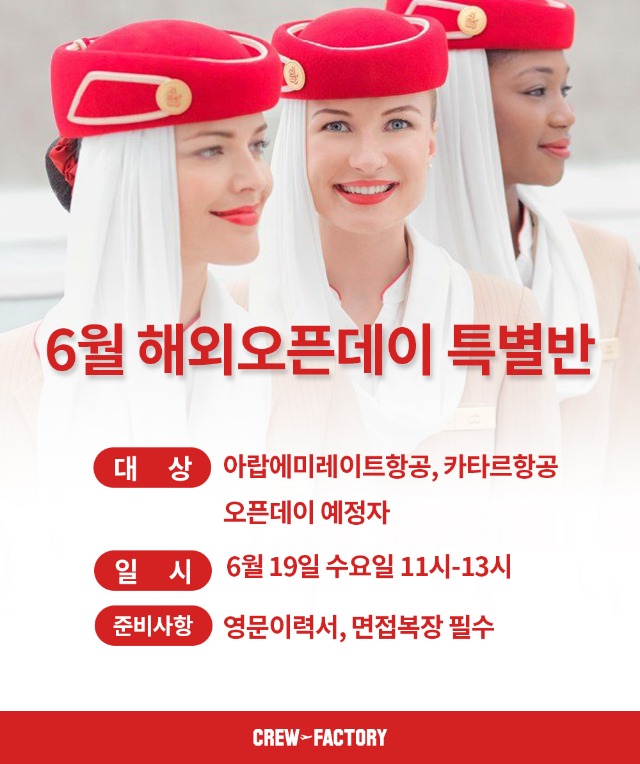 6월 해외오픈데이 특별반
대 상 아랍에미레이트항공, 카타르항공
오픈데이 예정자
일 시 6월 19일 수요일 11시-13시
준비사항 영문이력서, 면접복장 필수
CREW FACTORY